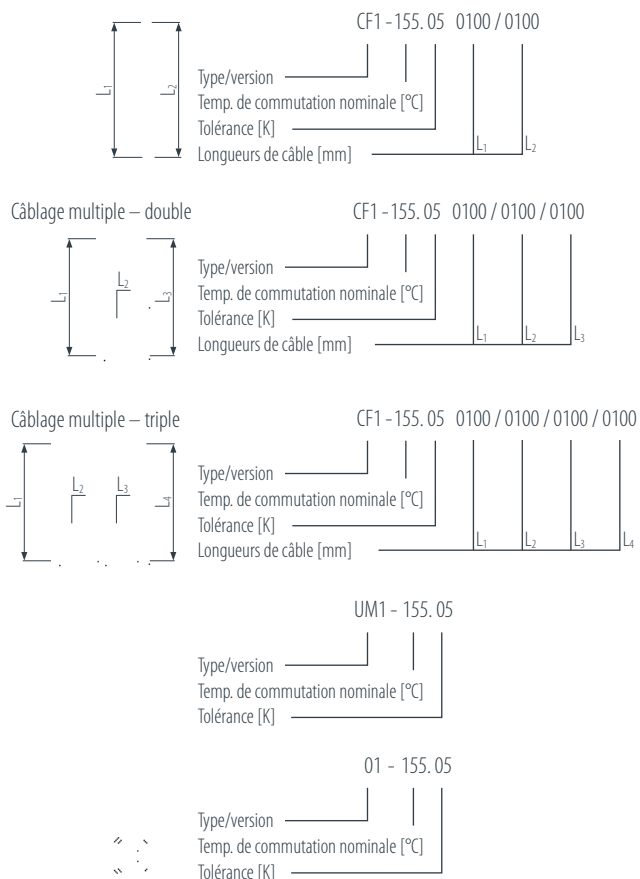 CF1 -155. 05 0100 / 0100
L1 L2
Type/version
Temp. de commutation nominale [°C]
Tolérance [K]
Longueurs de câble [mm]
L1 L2
Câblage multiple – double
CF1 -155. 05 0100 / 0100 / 0100
L1 L2 L3
Type/version
Temp. de commutation nominale [°C]
Tolérance [K]
Longueurs de câble [mm]
L1 L2 L3
Câblage multiple – triple
CF1 -155. 05 0100 / 0100 / 0100 / 0100
L1 L2 L3 L4
Type/version
Temp. de commutation nominale [°C]
Tolérance [K]
Longueurs de câble [mm]
L1 L2 L3 L4
UM1 - 155. 05
Type/version
Temp. de commutation nominale [°C]
Tolérance [K]
01 - 155. 05
Type/version
Temp. de commutation nominale [°C]
Tolérance [K]